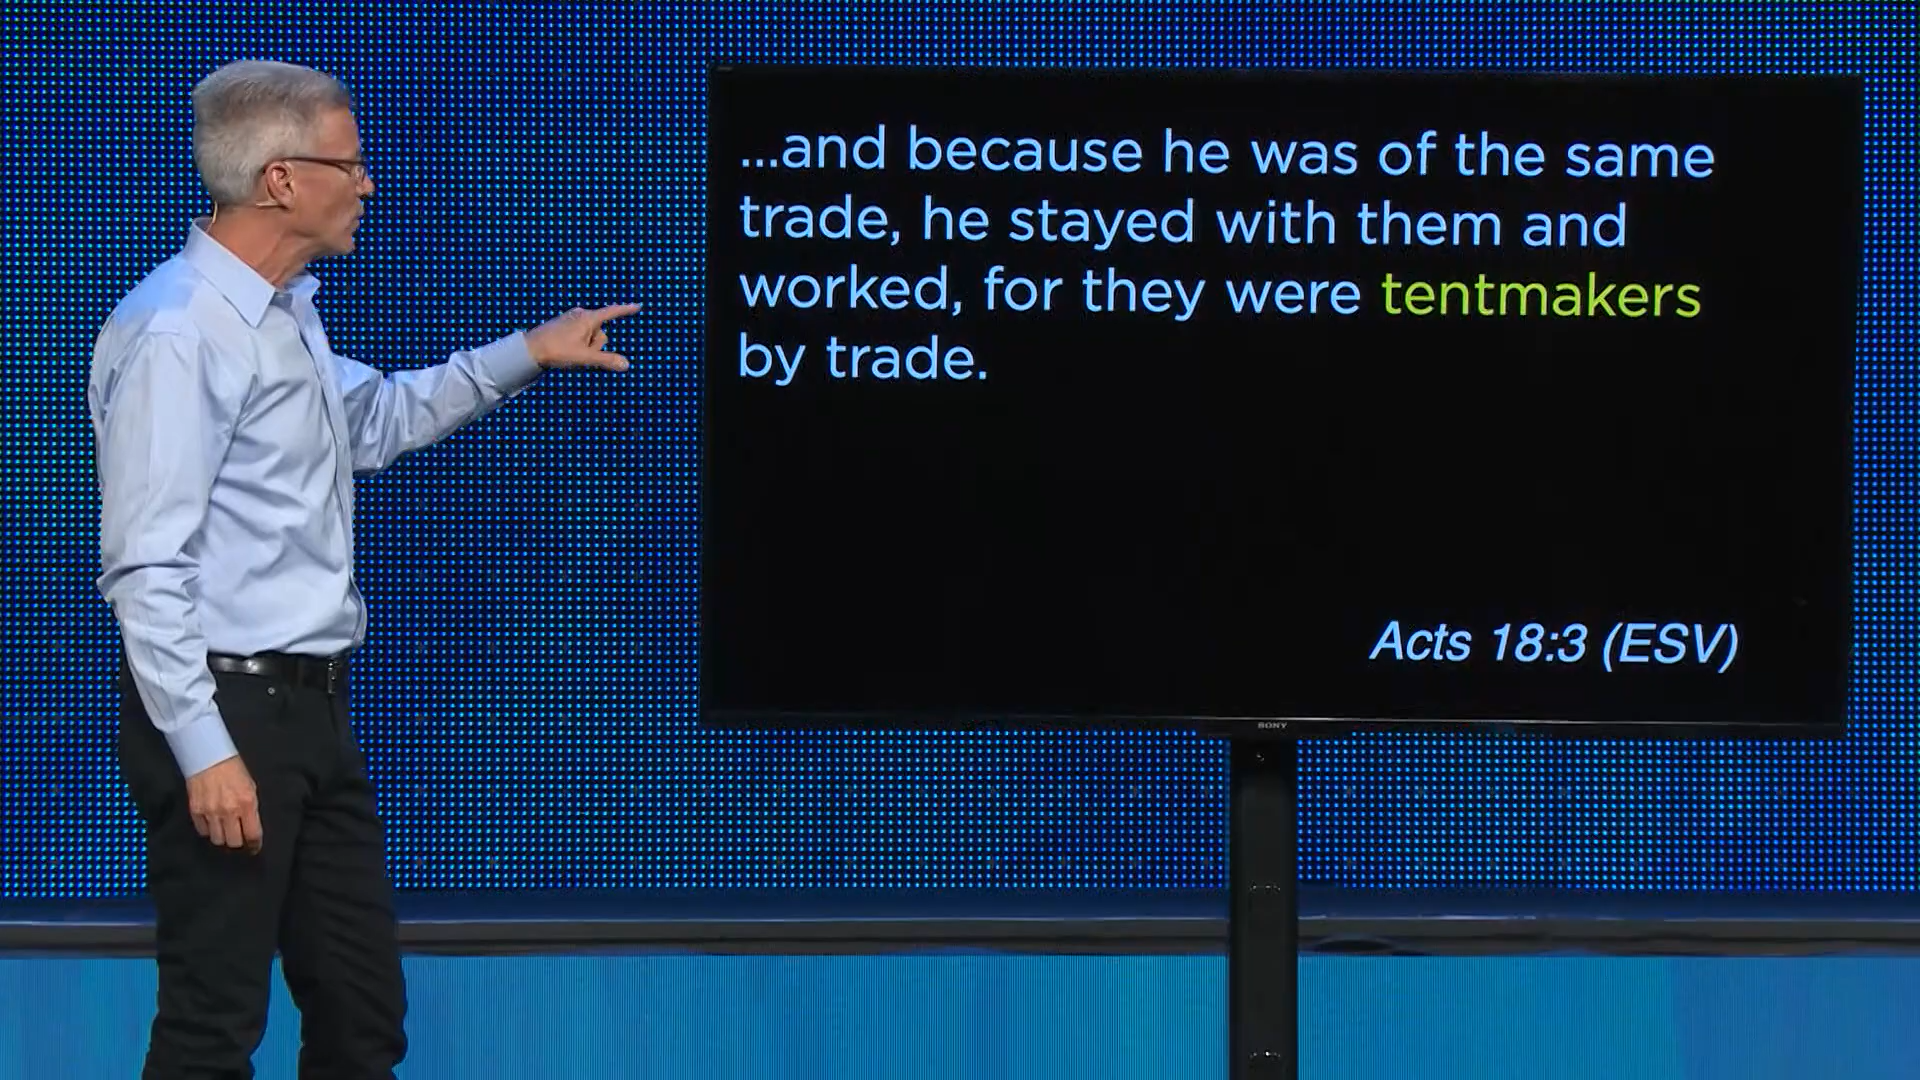 ...and because he was of the same
trade, he stayed with them and
worked, for they were tentmakers
by trade.
Acts 18:3 (ESV)
SONY